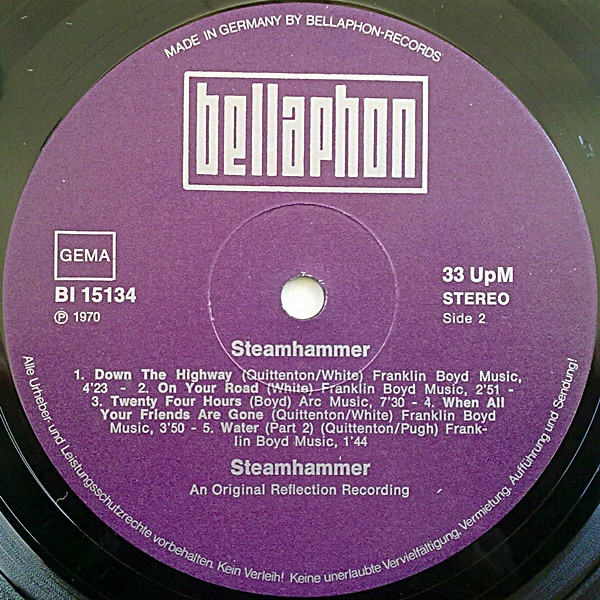 MADE IN GERMANY BY BELLAPHON-RECORDS
bellaphon
GEMA
BI 15134
℗ 1970
33 UpM
STEREO
Side 2
Steamhammer
1. Down The Highway (Quittenton/White) Franklin Boyd Music,
4'23 - 2. On Your Road (White) Franklin Boyd Music, 2'51 -
3. Twenty Four Hours (Boyd) Arc Music, 7'30 - 4. When All
Your Friends Are Gone (Quittenton/White) Franklin Boyd
Music, 3'50 - 5. Water (Part 2) (Quittenton/Pugh) Frank-
lin Boyd Music, 1'44
Steamhammer
An Original Reflection Recording
Alle Urheber und Leistungsschutzrechte vorbehalten. Kein Verleih! Keine unerlaubte Vervielfältigung, Vermietung, Aufführung und Sendung!